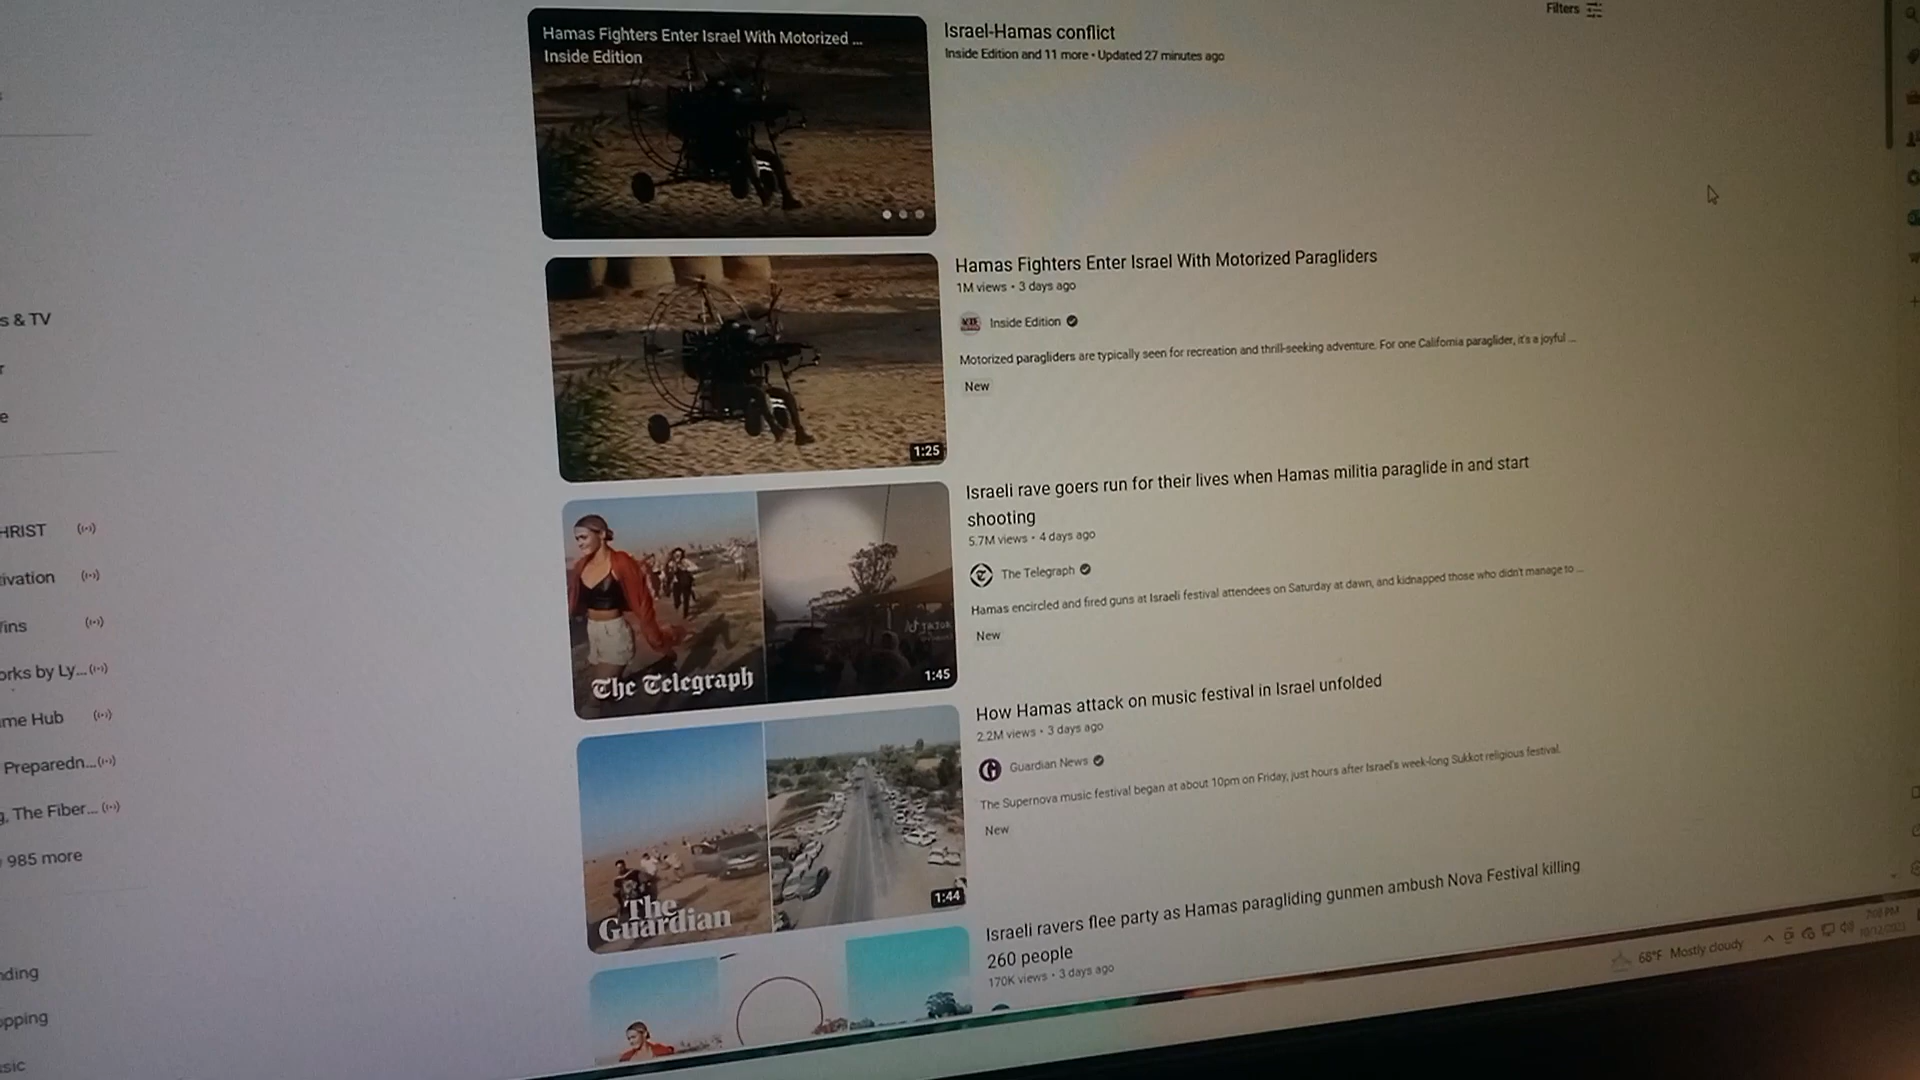 Filters
Hamas Fighters Enter Israel With Motorized ...
Inside Edition
Israel-Hamas conflict
Inside Edition and 11 more • Updated 27 minutes ago
Hamas Fighters Enter Israel With Motorized Paragliders
1M views • 3 days ago
Inside Edition
Motorized paragliders are typically seen for recreation and thrill-seeking adventure. For one California paraglider, it's a joyful ...
New
1:25
Israeli rave goers run for their lives when Hamas militia paraglide in and start
shooting
5.7M views • 4 days ago
The Telegraph
Hamas encircled and fired guns at Israeli festival attendees on Saturday at dawn, and kidnapped those who didn't manage to ...
New
The Telegraph
TikTok
1:45
How Hamas attack on music festival in Israel unfolded
2.2M views • 3 days ago
Guardian News
The Supernova music festival began at about 10pm on Friday, just hours after Israel's week-long Sukkot religious festival.
New
The
Guardian
1:44
Israeli ravers flee party as Hamas paragliding gunmen ambush Nova Festival killing
260 people
170K views • 3 days ago
s & TV
r
e
HRIST
ivation
ins
orks by Ly...
me Hub
Preparedn...
g, The Fiber...
985 more
nding
opping
sic
68°F Mostly cloudy